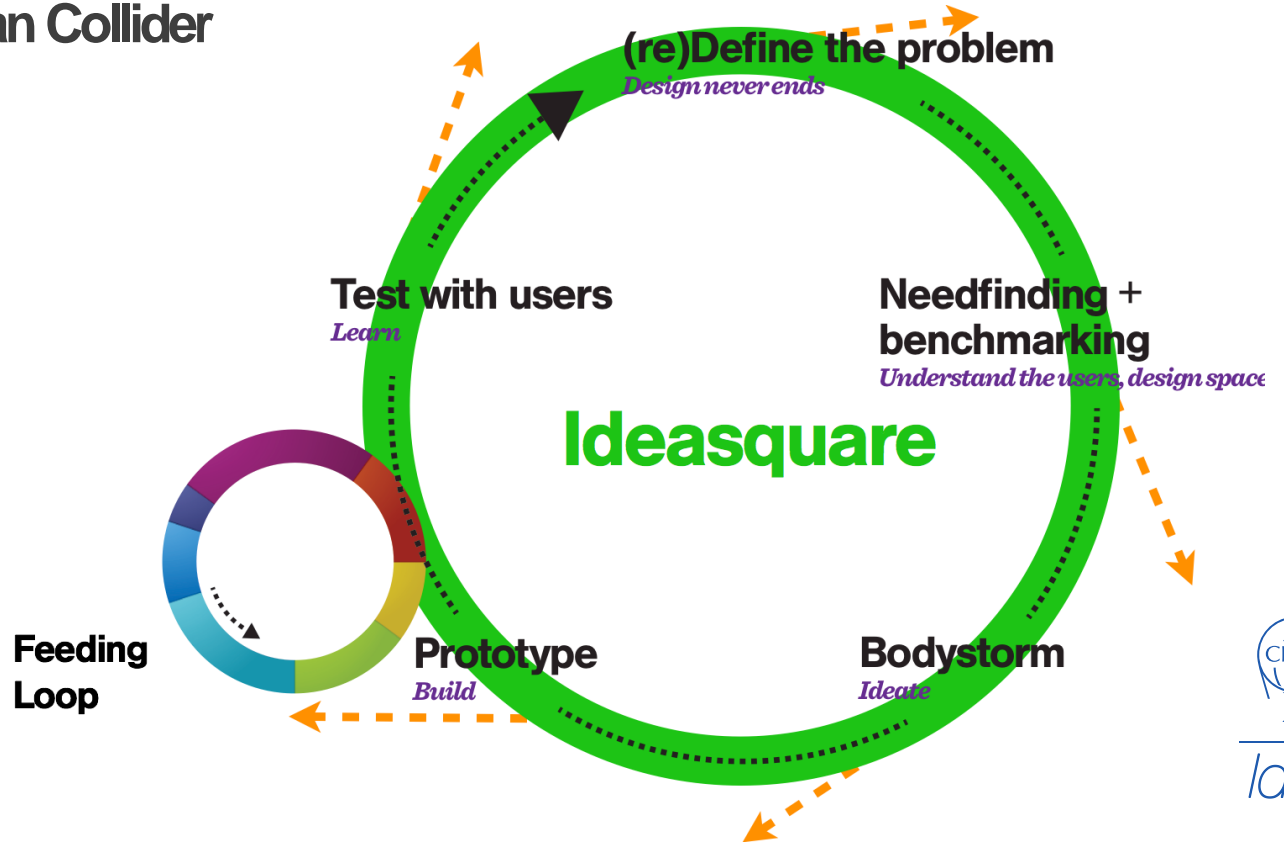 an Collider
(re)Define the problem
Design never ends
Test with users
Learn
Needfinding +
benchmarking
Understand the users, design space
Ideasquare
Feeding
Loop
Prototype
Build
Bodystorm
Ideate